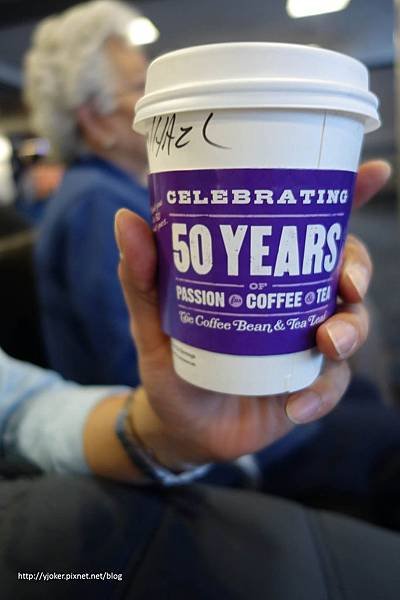 CELEBRATING
50 YEARS
OF
PASSION for COFFEE & TEA
The Coffee Bean & Tea Leaf
http://yjoker.pixnet.net/blog